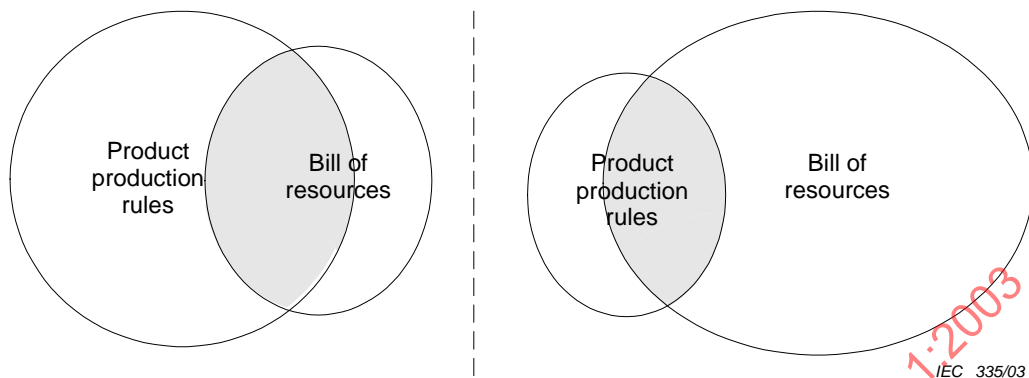 Product
production
rules
Bill of
resources
Product
production
rules
Bill of
resources
1:2003
IEC 335/03